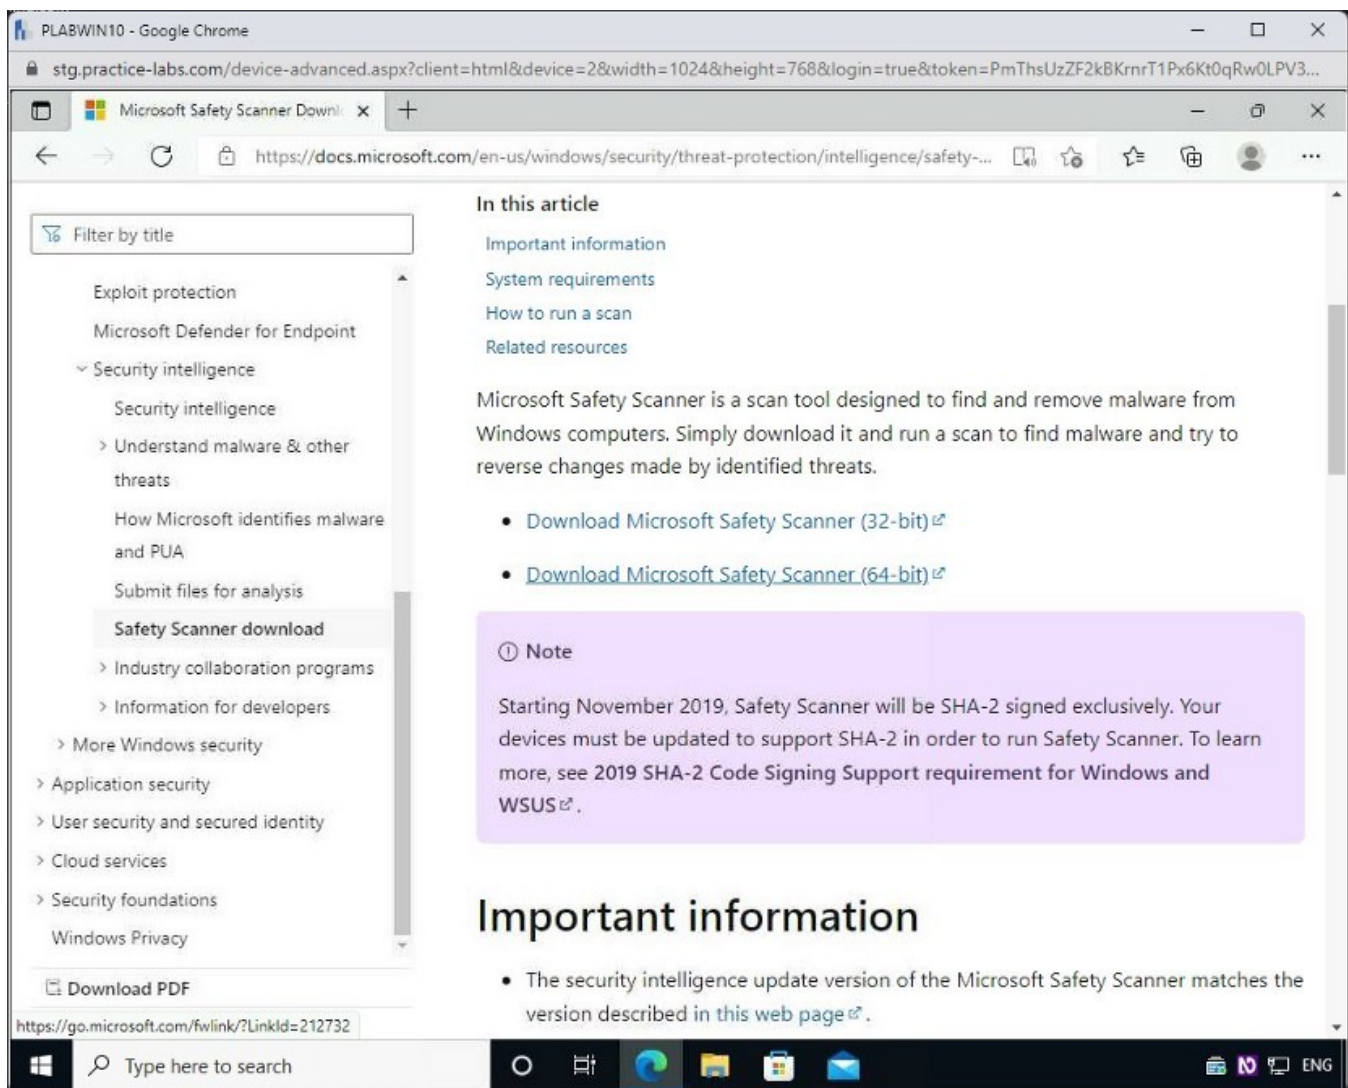 PLABWIN10 - Google Chrome
stg.practice-labs.com/device-advanced.aspx?client=html&device=2&width=1024&height=768&login=true&token=PmThsUzZF2kBKrnrT1Px6Kt0qRw0LPV3...
Microsoft Safety Scanner Downl
https://docs.microsoft.com/en-us/windows/security/threat-protection/intelligence/safety-...
Filter by title
Exploit protection
Microsoft Defender for Endpoint
Security intelligence
Security intelligence
Understand malware & other
threats
How Microsoft identifies malware
and PUA
Submit files for analysis
Safety Scanner download
Industry collaboration programs
Information for developers
More Windows security
Application security
User security and secured identity
Cloud services
Security foundations
Windows Privacy
Download PDF
https://go.microsoft.com/fwlink/?LinkId=212732
In this article
Important information
System requirements
How to run a scan
Related resources
Microsoft Safety Scanner is a scan tool designed to find and remove malware from
Windows computers. Simply download it and run a scan to find malware and try to
reverse changes made by identified threats.
• Download Microsoft Safety Scanner (32-bit)
• Download Microsoft Safety Scanner (64-bit)
Note
Starting November 2019, Safety Scanner will be SHA-2 signed exclusively. Your
devices must be updated to support SHA-2 in order to run Safety Scanner. To learn
more, see 2019 SHA-2 Code Signing Support requirement for Windows and
WSUS .
Important information
• The security intelligence update version of the Microsoft Safety Scanner matches the
version described in this web page .
Type here to search
ENG